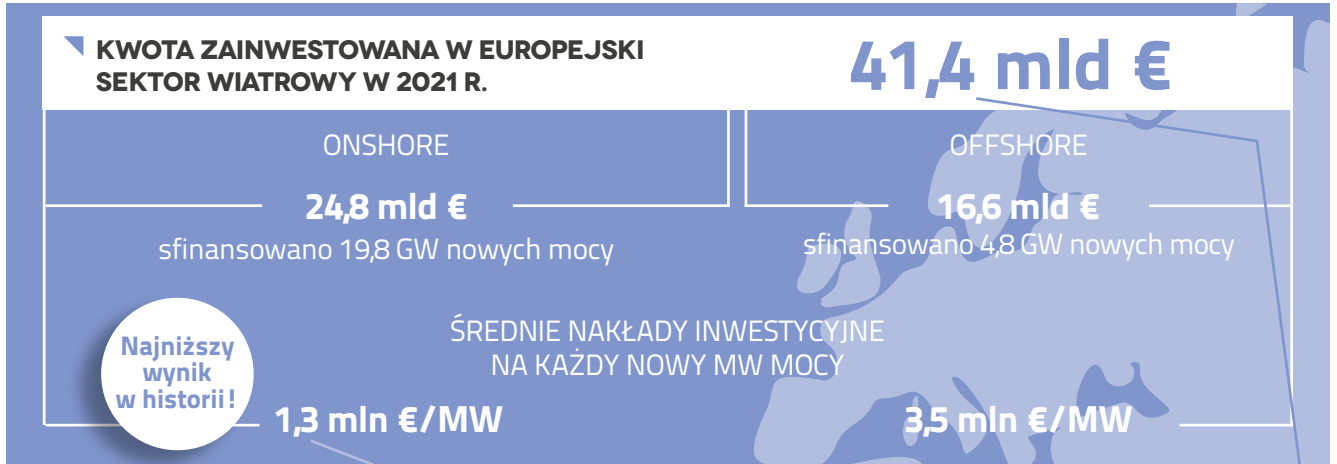 KWOTA ZAINWESTOWANA W EUROPEJSKI
SEKTOR WIATROWY W 2021 R.
41,4 mld €
ONSHORE
24,8 mld €
sfinansowano 19,8 GW nowych mocy
OFFSHORE
16,6 mld €
sfinansowano 4,8 GW nowych mocy
ŚREDNIE NAKŁADY INWESTYCYJNE
NA KAŻDY NOWY MW MOCY
Najniższy
wynik
w historii!
1,3 mln €/MW
3,5 mln €/MW